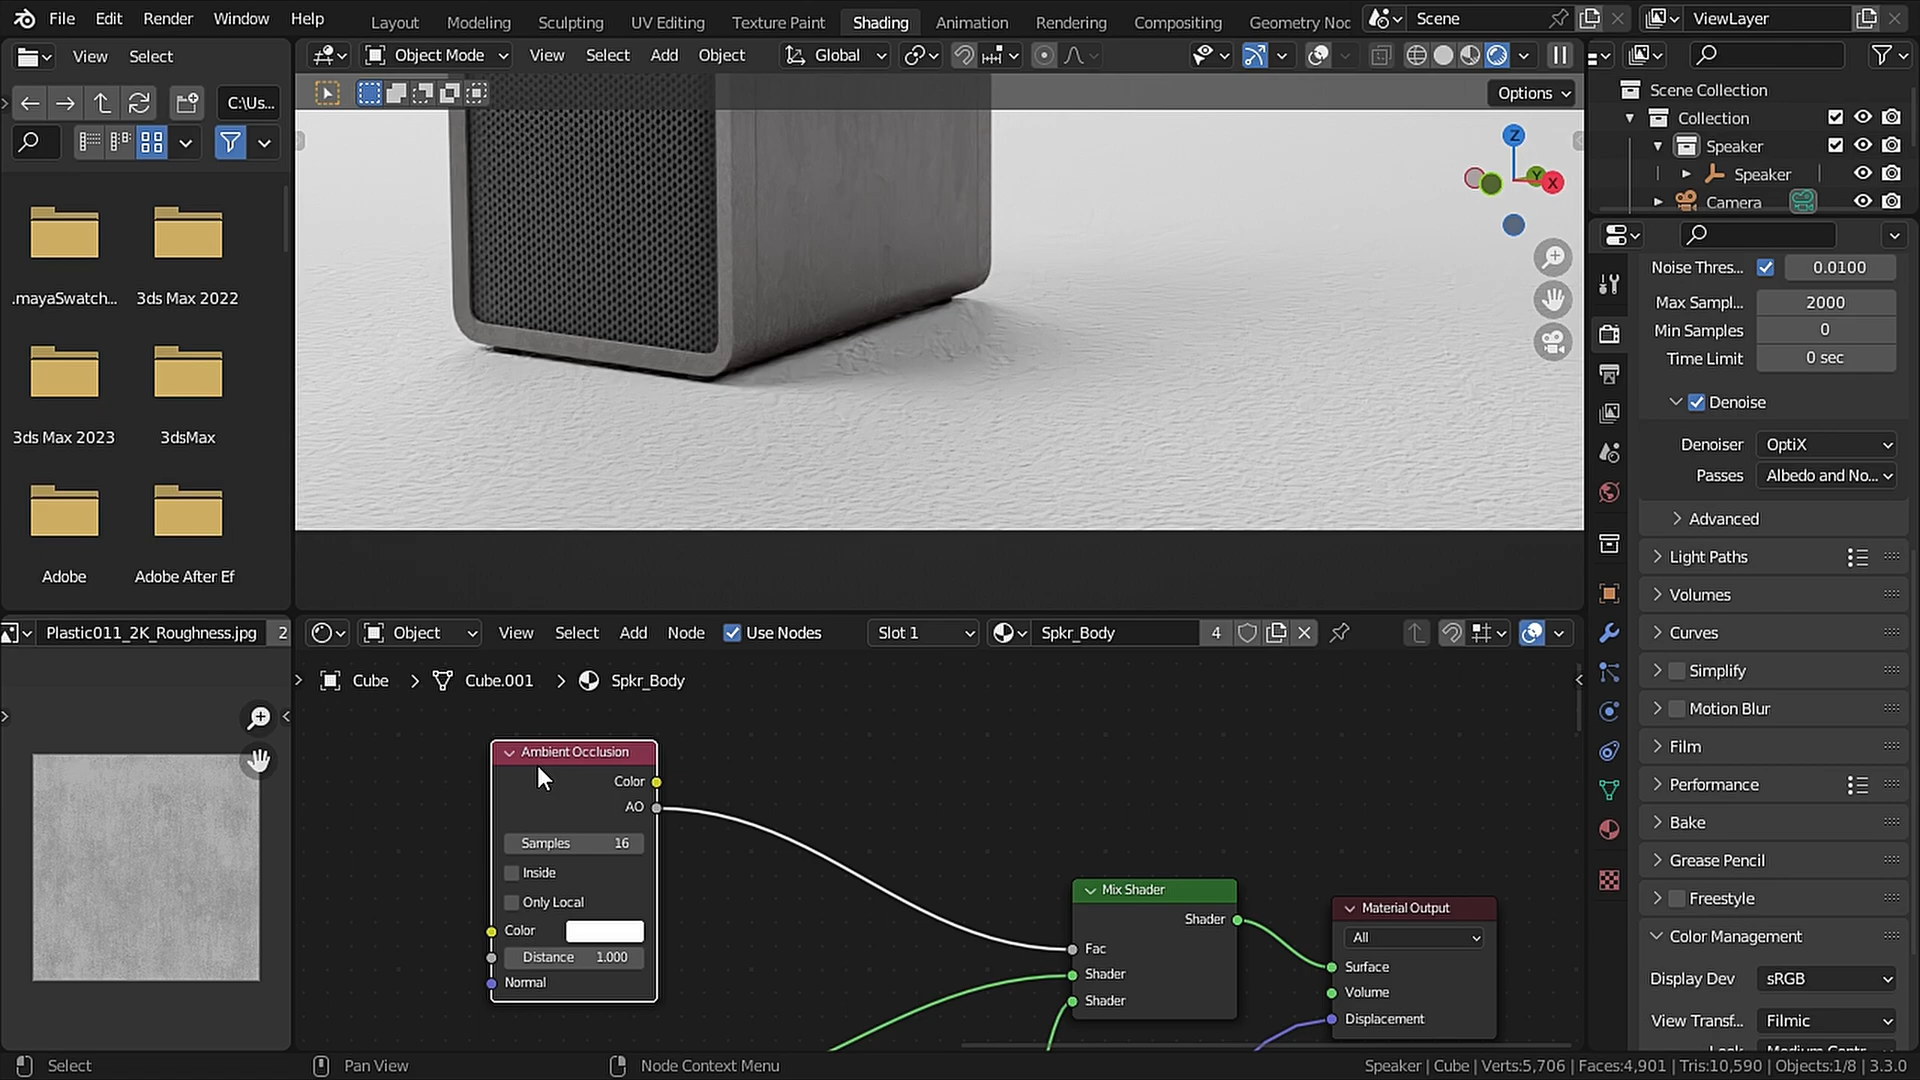 File Edit Render Window Help
Layout Modeling Sculpting UV Editing Texture Paint Shading Animation Rendering Compositing Geometry Noc
Scene
ViewLayer
View Select
Object Mode View Select Add Object Global
C:\Us...
Options
Z
Y
X
Scene Collection
Collection
Speaker
Speaker
Camera
.mayaSwatch...
3ds Max 2022
3ds Max 2023
3dsMax
Adobe
Adobe After Ef
Noise Thres... 0.0100
Max Sampl... 2000
Min Samples 0
Time Limit 0 sec
Denoise
Denoiser OptiX
Passes Albedo and No...
Advanced
Light Paths
Volumes
Curves
Simplify
Motion Blur
Film
Performance
Bake
Grease Pencil
Freestyle
Color Management
Display Dev sRGB
View Transf... Filmic
Plastic011_2K_Roughness.jpg 2
Object View Select Add Node Use Nodes Slot 1 Spkr_Body 4
Cube Cube.001 Spkr_Body
Ambient Occlusion
Color
AO
Samples 16
Inside
Only Local
Color
Distance 1.000
Normal
Mix Shader
Shader
Fac
Shader
Shader
Material Output
All
Surface
Volume
Displacement
Select
Pan View
Node Context Menu
Speaker | Cube | Verts:5,706 | Faces:4,901 | Tris:10,590 | Objects:1/8 | 3.3.0